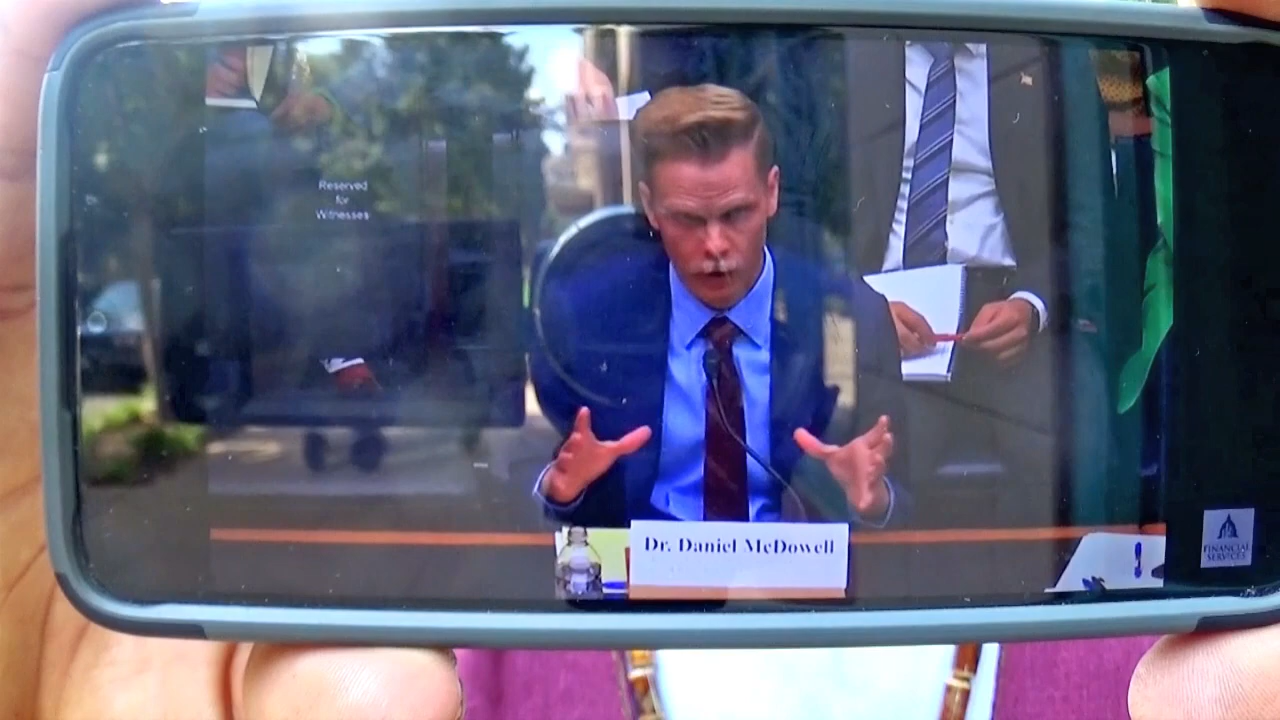 Reserved
for
Witnesses
Dr. Daniel McDowell
FINANCIAL
SERVICES